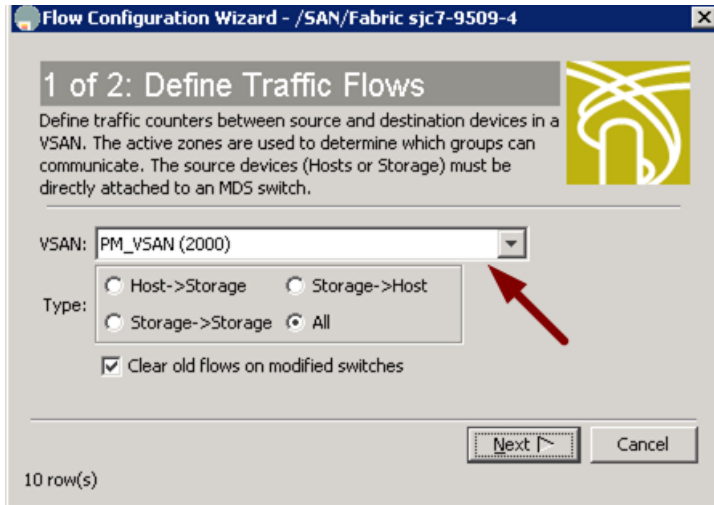 Flow Configuration Wizard - /SAN/Fabric sjc7-9509-4
1 of 2: Define Traffic Flows
Define traffic counters between source and destination devices in a
VSAN. The active zones are used to determine which groups can
communicate. The source devices (Hosts or Storage) must be
directly attached to an MDS switch.
VSAN: PM_VSAN (2000)
Type:
Host->Storage Storage->Host
Storage->Storage All
Clear old flows on modified switches
Next Cancel
10 row(s)